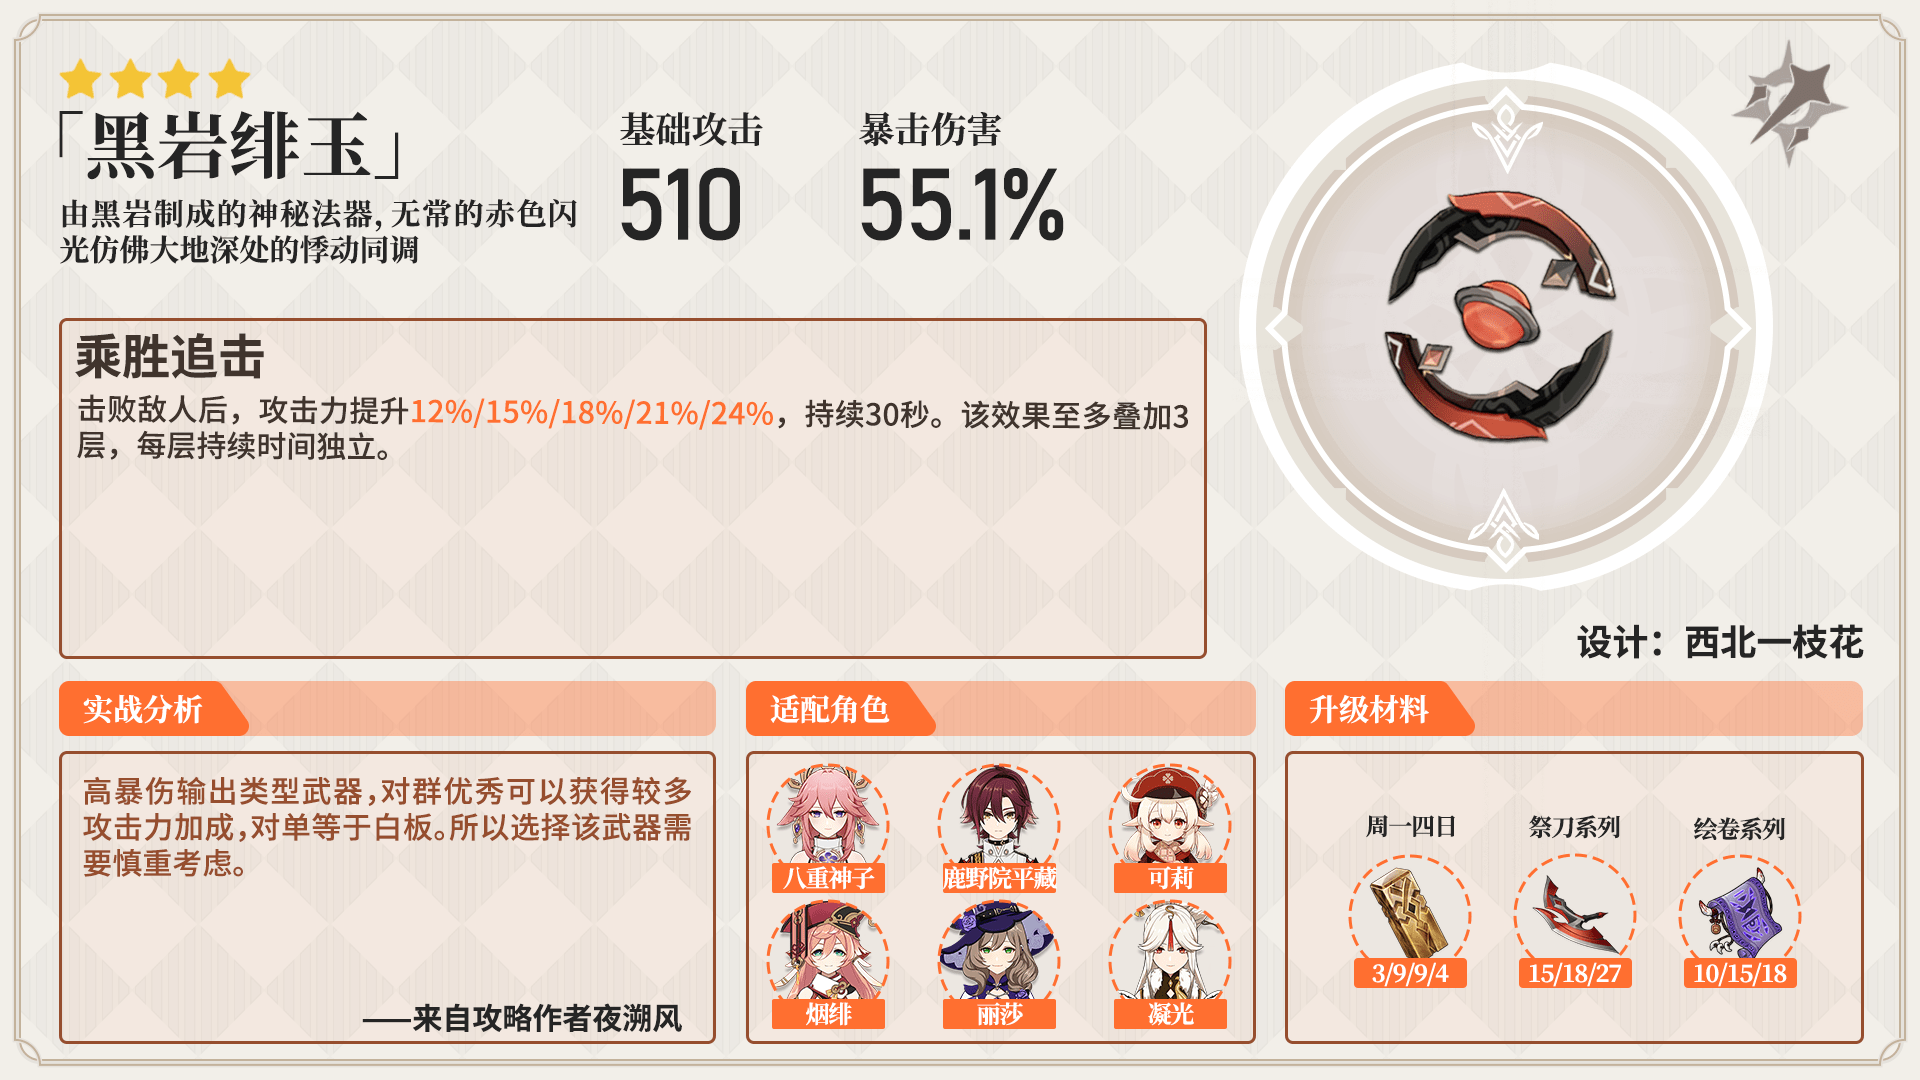 「黑岩绯玉」
由黑岩制成的神秘法器，无常的赤色闪
光仿佛大地深处的悸动同调
基础攻击
510
暴击伤害
55.1%
乘胜追击
击败敌人后，攻击力提升12%/15%/18%/21%/24%，持续30秒。该效果至多叠加3
层，每层持续时间独立。
设计：西北一枝花
实战分析
高暴伤输出类型武器，对群优秀可以获得较多
攻击力加成，对单等于白板。所以选择该武器需
要慎重考虑。
——来自攻略作者夜溯风
适配角色
八重神子
鹿野院平藏
可莉
烟绯
丽莎
凝光
升级材料
周一四日
祭刀系列
绘卷系列
3/9/9/4
15/18/27
10/15/18